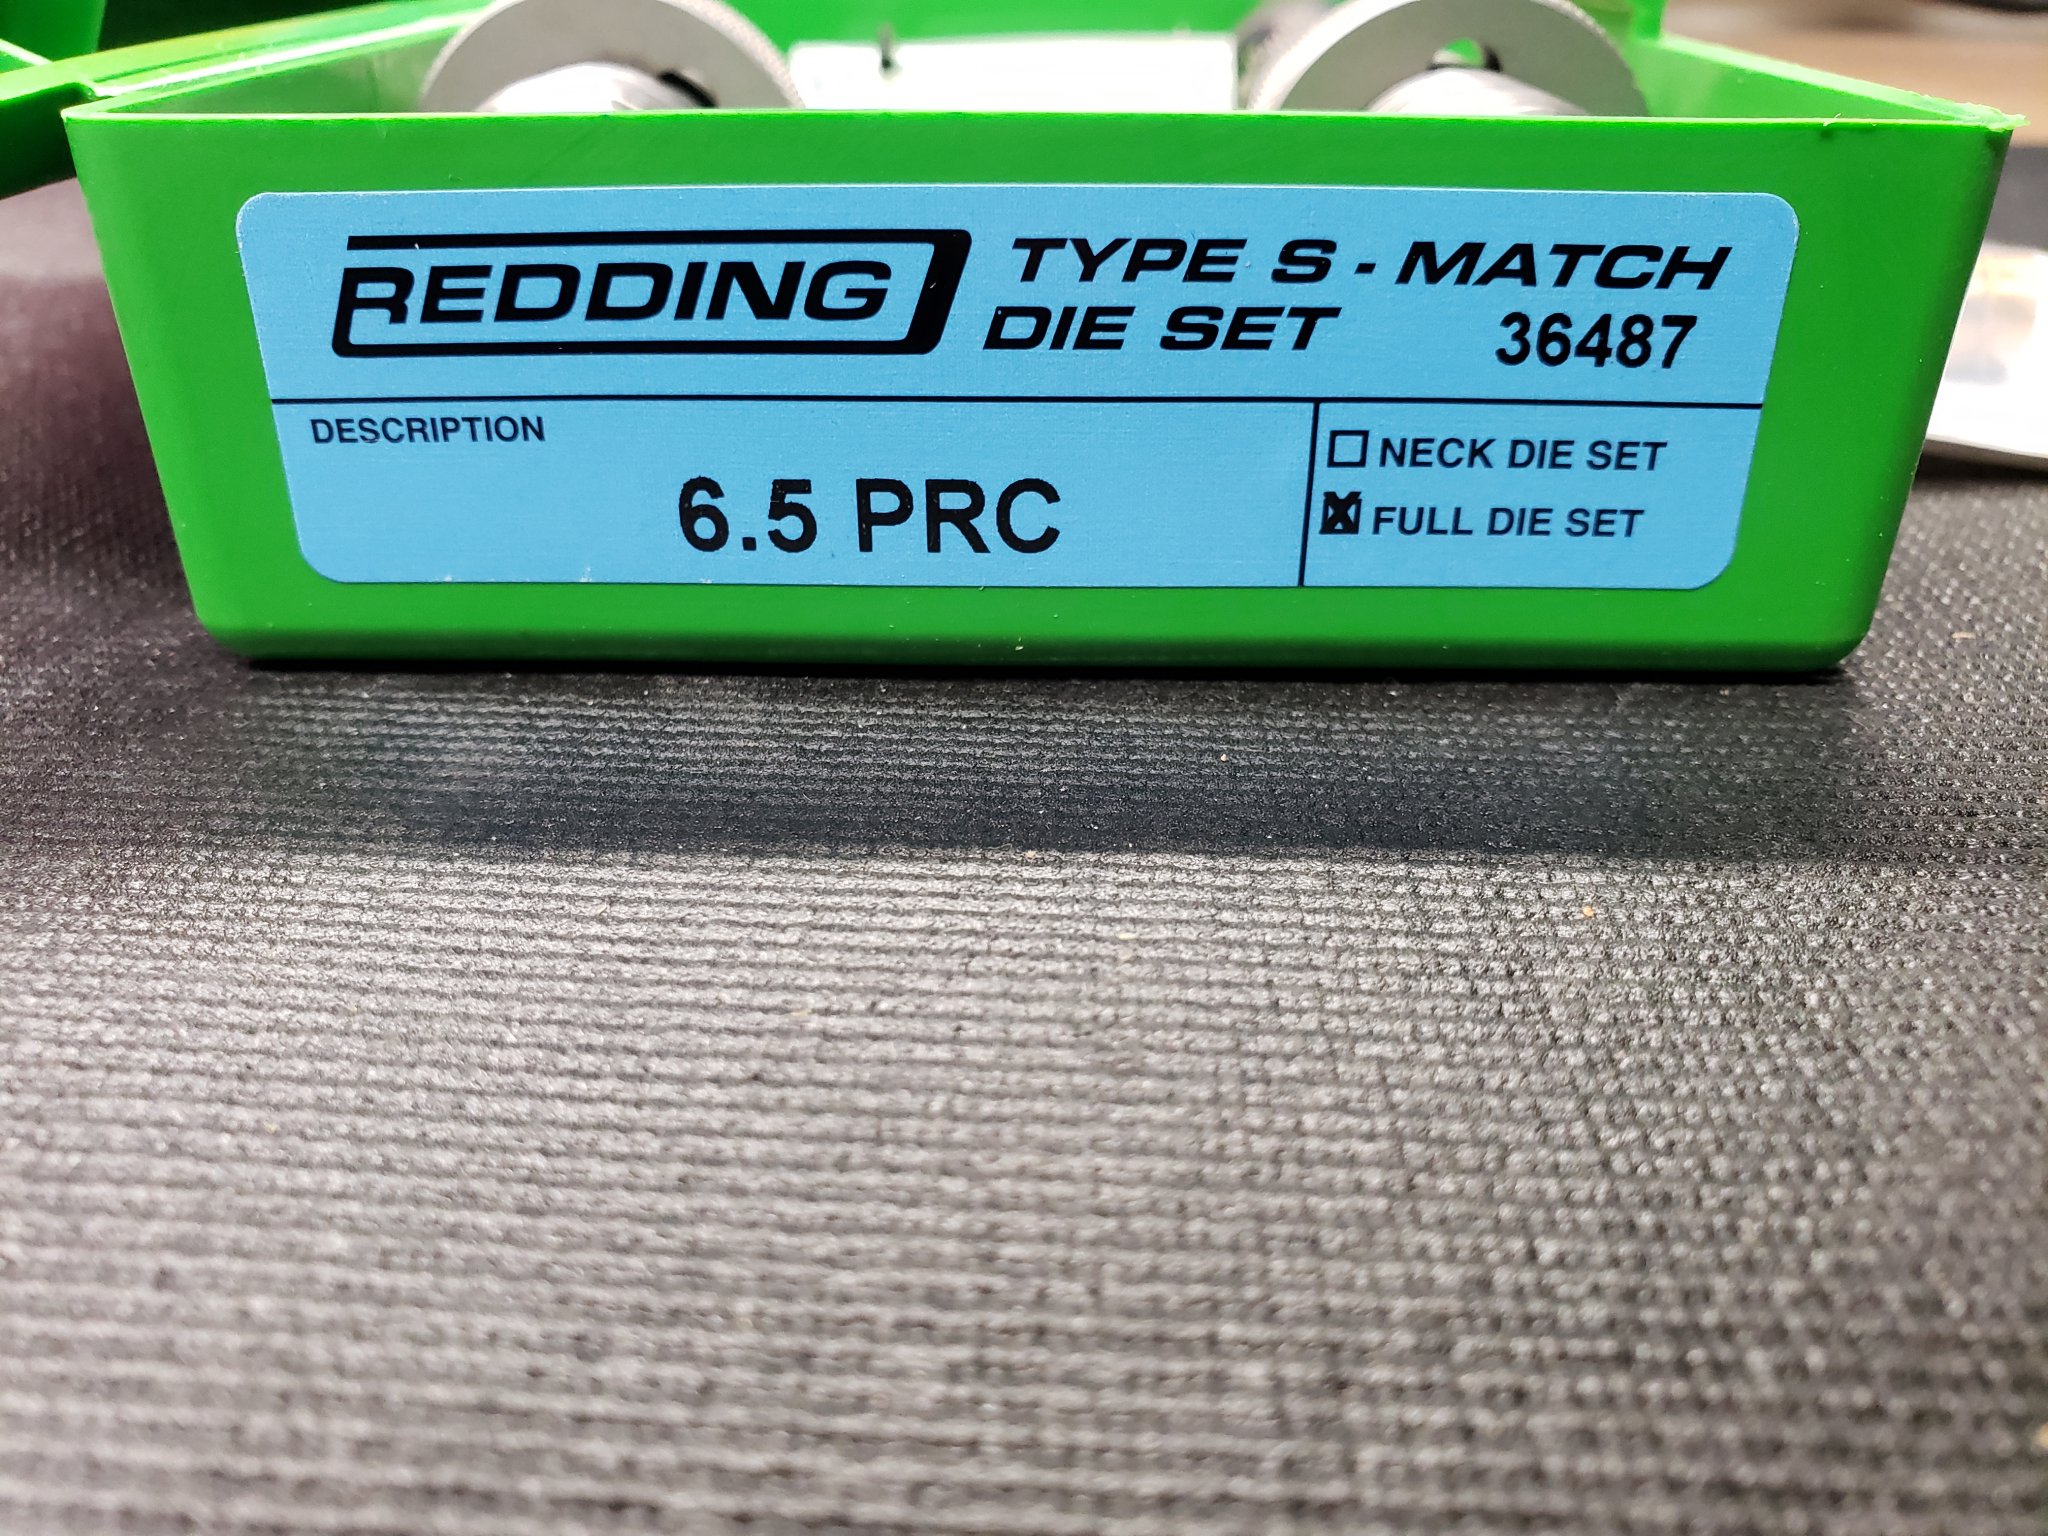 REDDING
TYPE S - MATCH
DIE SET
36487
DESCRIPTION
6.5 PRC
NECK DIE SET
FULL DIE SET